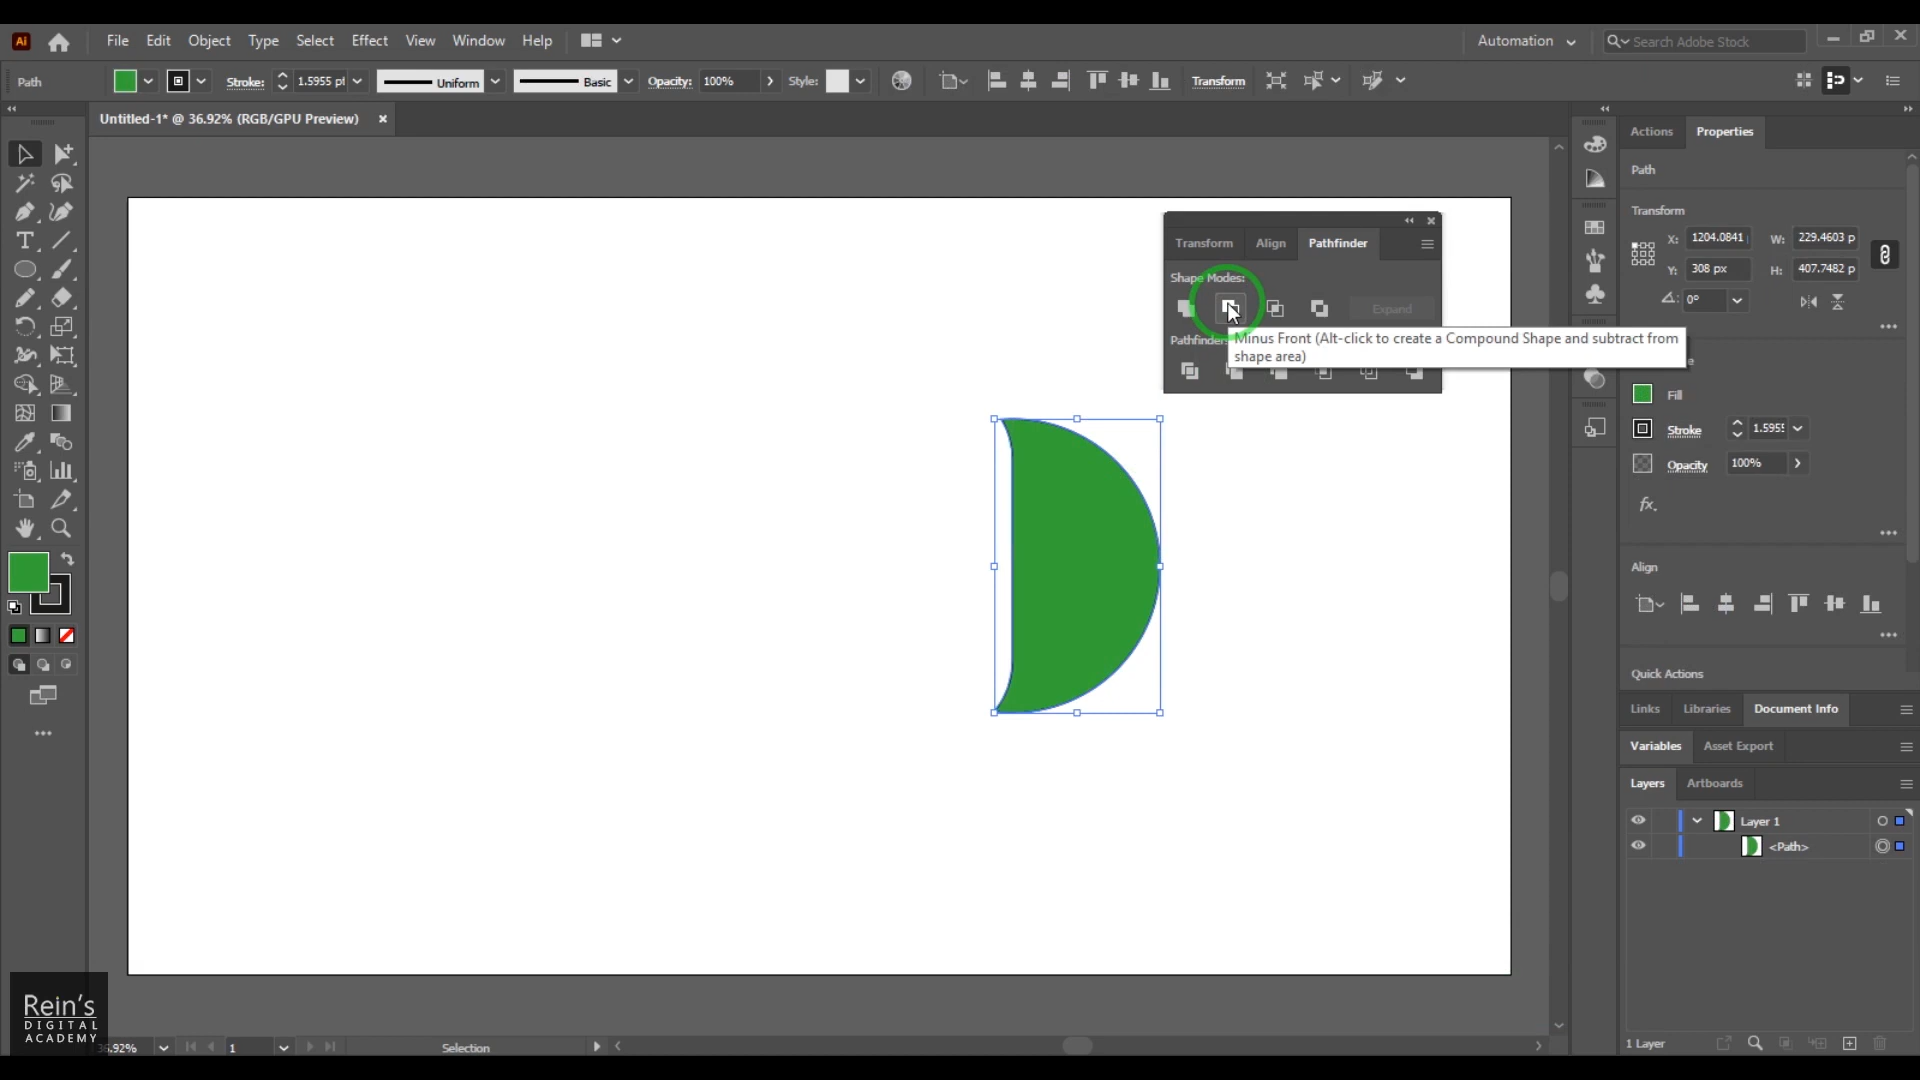 Ai File Edit Object Type Select Effect View Window Help Automation Search Adobe Stock
Path Stroke: 1.5955 pt Uniform Basic Opacity: 100% Style: Transform
Untitled-1* @ 36.92% (RGB/GPU Preview)
Actions Properties
Path
Transform
X: 1204.0841 W: 229.4603 p
Y: 308 px H: 407.7482 p
0°
Transform Align Pathfinder
Shape Modes:
Expand
Pathfinder
Minus Front (Alt-click to create a Compound Shape and subtract from
shape area)
Fill
Stroke 1.595
Opacity 100%
fx.
Align
Quick Actions
Links Libraries Document Info
Variables Asset Export
Layers Artboards
Layer 1
<Path>
1 Layer
Rein's
DIGITAL
ACADEMY
36.92% 1 Selection